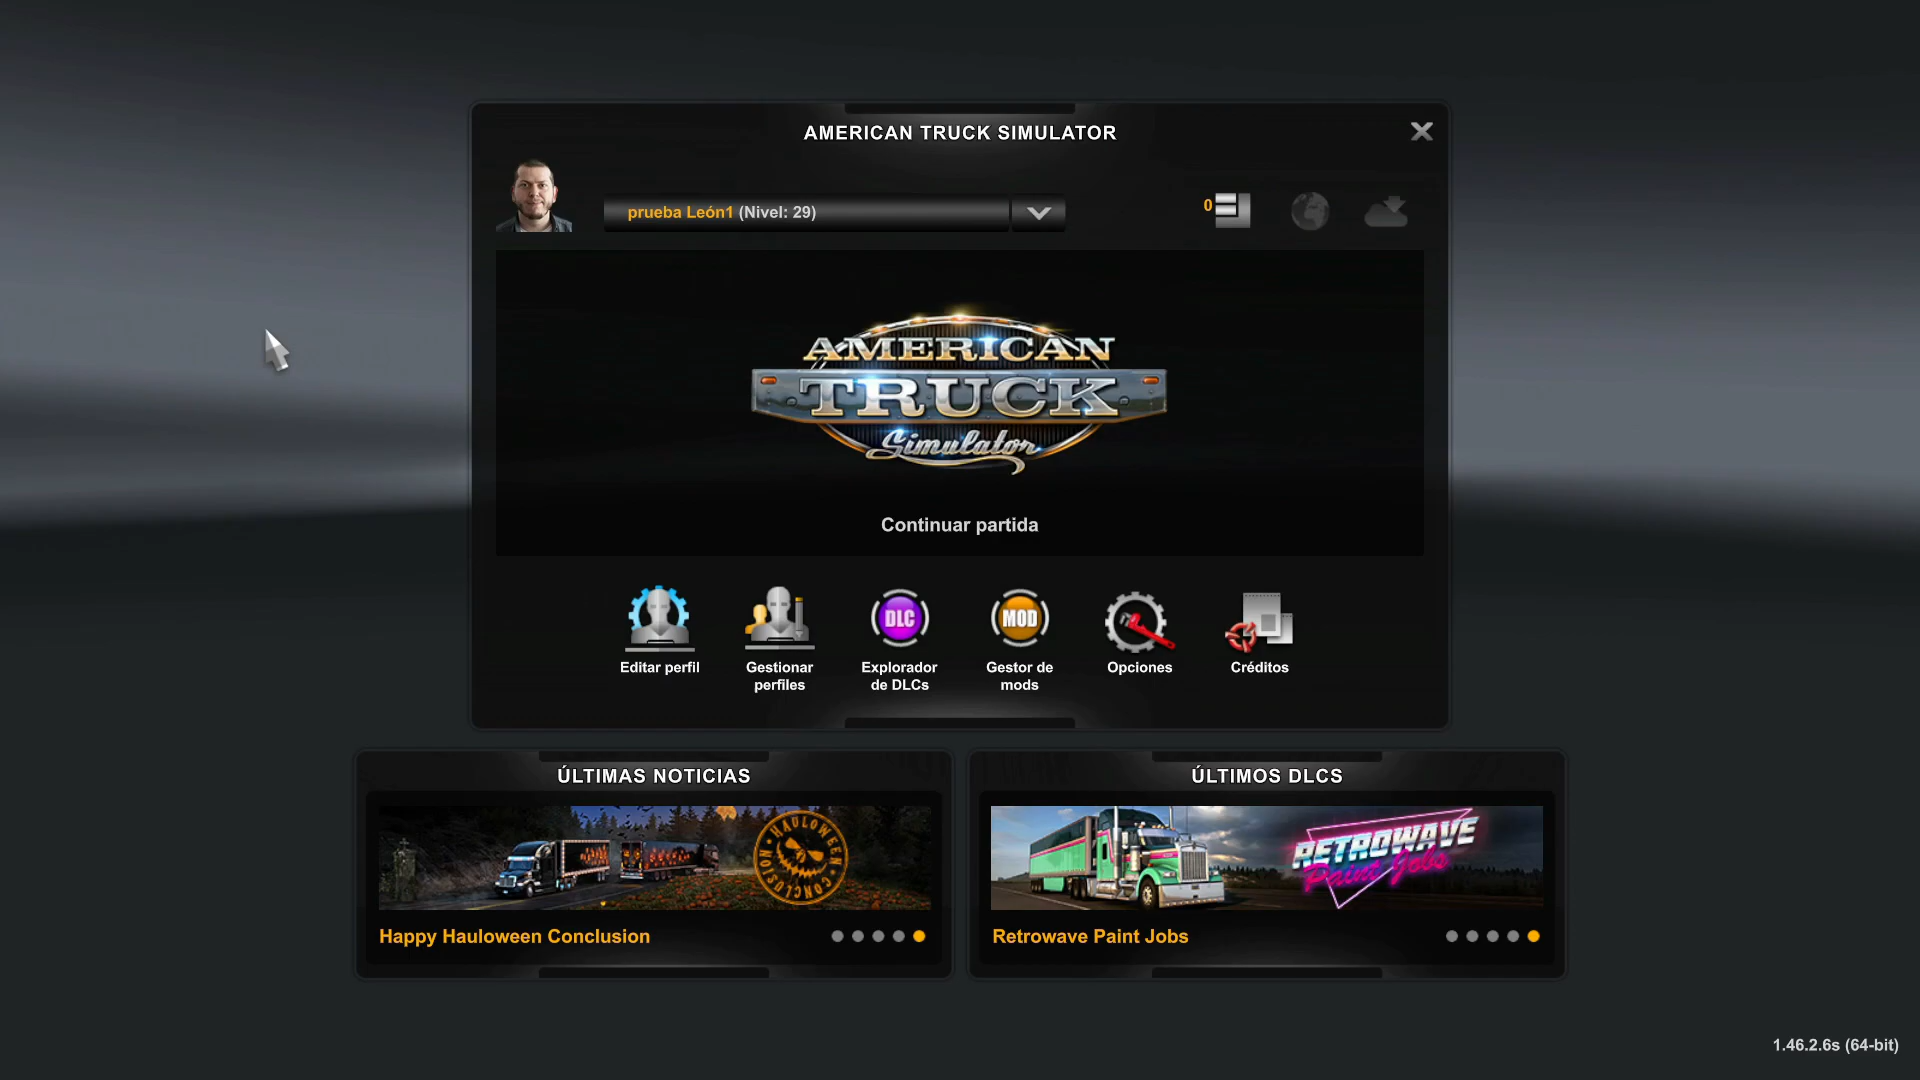 AMERICAN TRUCK SIMULATOR
prueba León1 (Nivel: 29)
0
AMERICAN
TRUCK
Simulator
Continuar partida
DLC
MOD
Editar perfil
Gestionar
perfiles
Explorador
de DLCs
Gestor de
mods
Opciones
Créditos
ÚLTIMAS NOTICIAS
HAULOWEEN
CONCLUSION
Happy Hauloween Conclusion
ÚLTIMOS DLCS
RETROWAVE
Paint Jobs
Retrowave Paint Jobs
1.46.2.6s (64-bit)